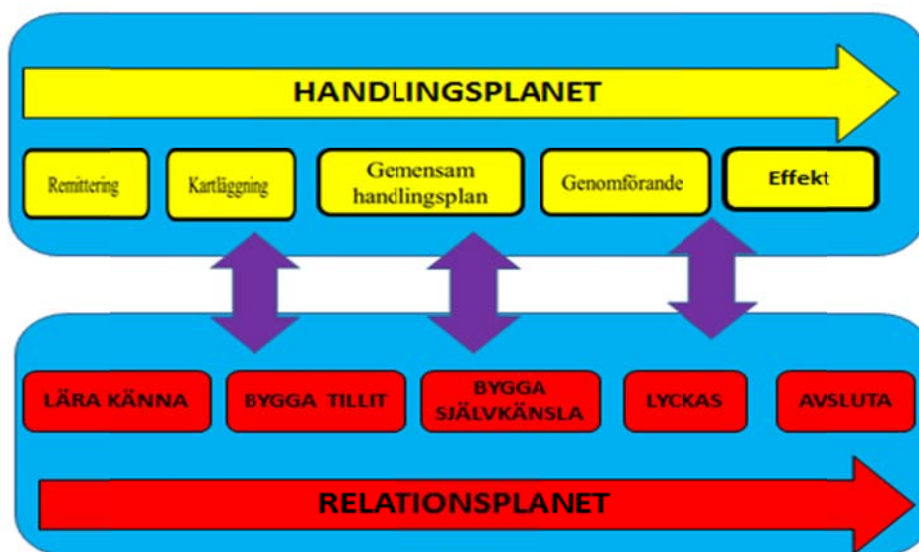 HANDLINGSPLANET
Remittering
Kartläggning
Gemensam
handlingsplan
Genomförande
Effekt
LÄRA KÄNNA
BYGGA TILLIT
BYGGA
SJÄLVKÄNSLA
LYCKAS
AVSLUTA
RELATIONSPLANET